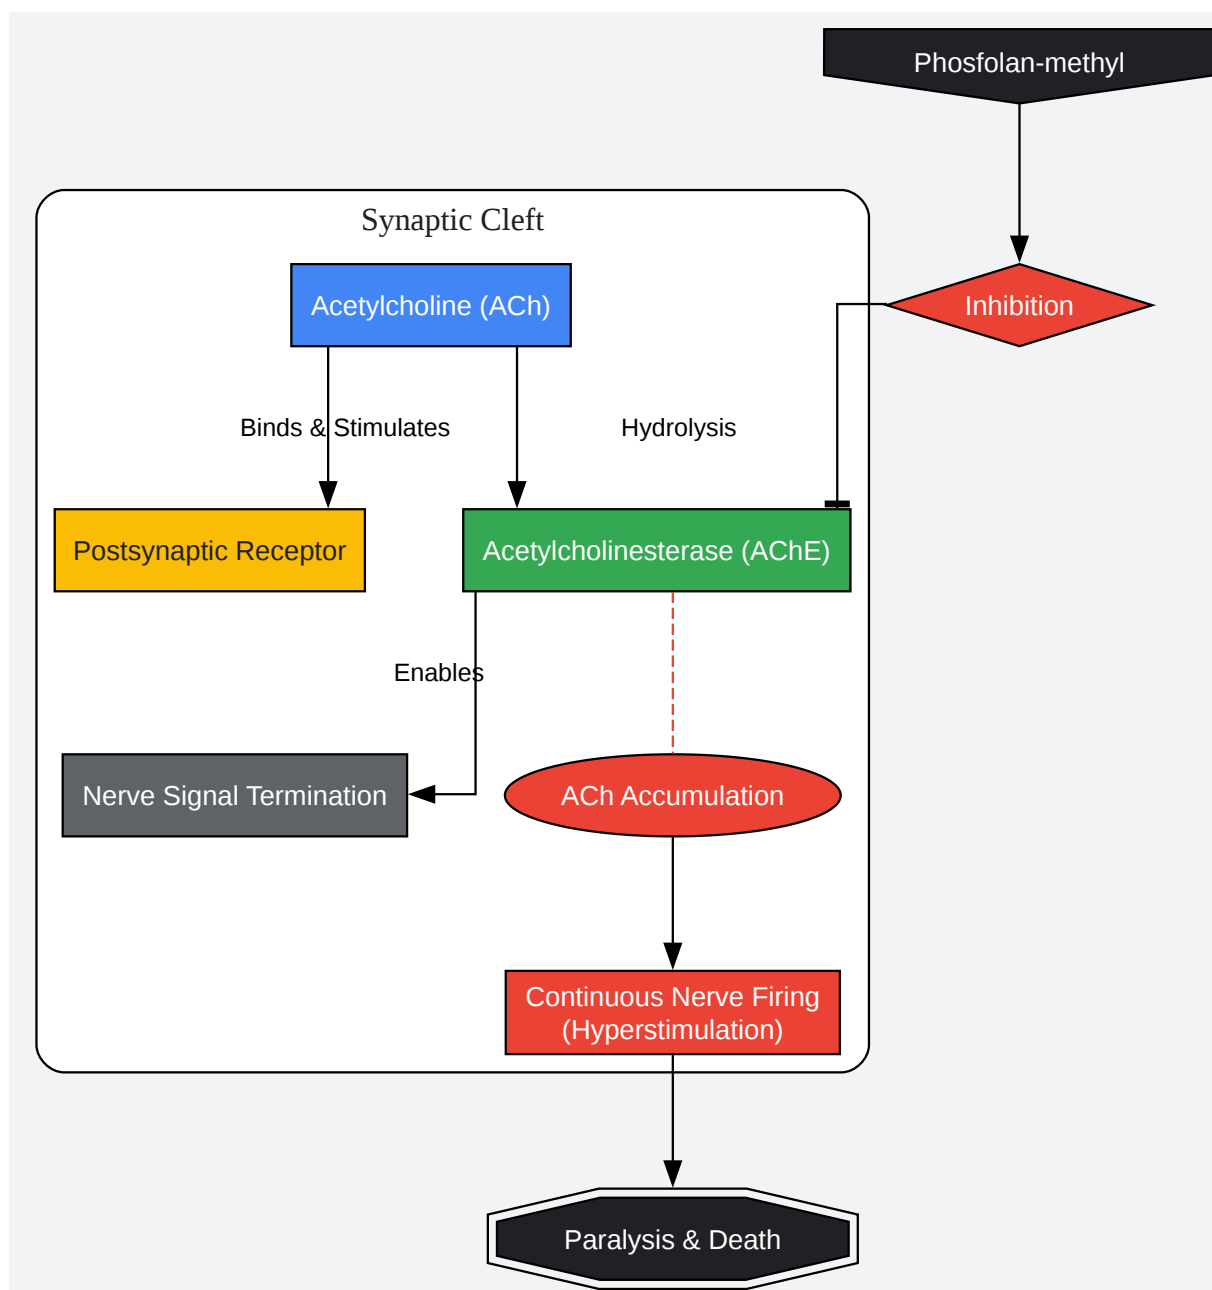 Phosfolan-methyl
Synaptic Cleft
Acetylcholine (ACh)
Inhibition
Binds & Stimulates
Hydrolysis
Postsynaptic Receptor
Acetylcholinesterase (AChE)
Enables
Nerve Signal Termination
ACh Accumulation
Continuous Nerve Firing
(Hyperstimulation)
Paralysis & Death